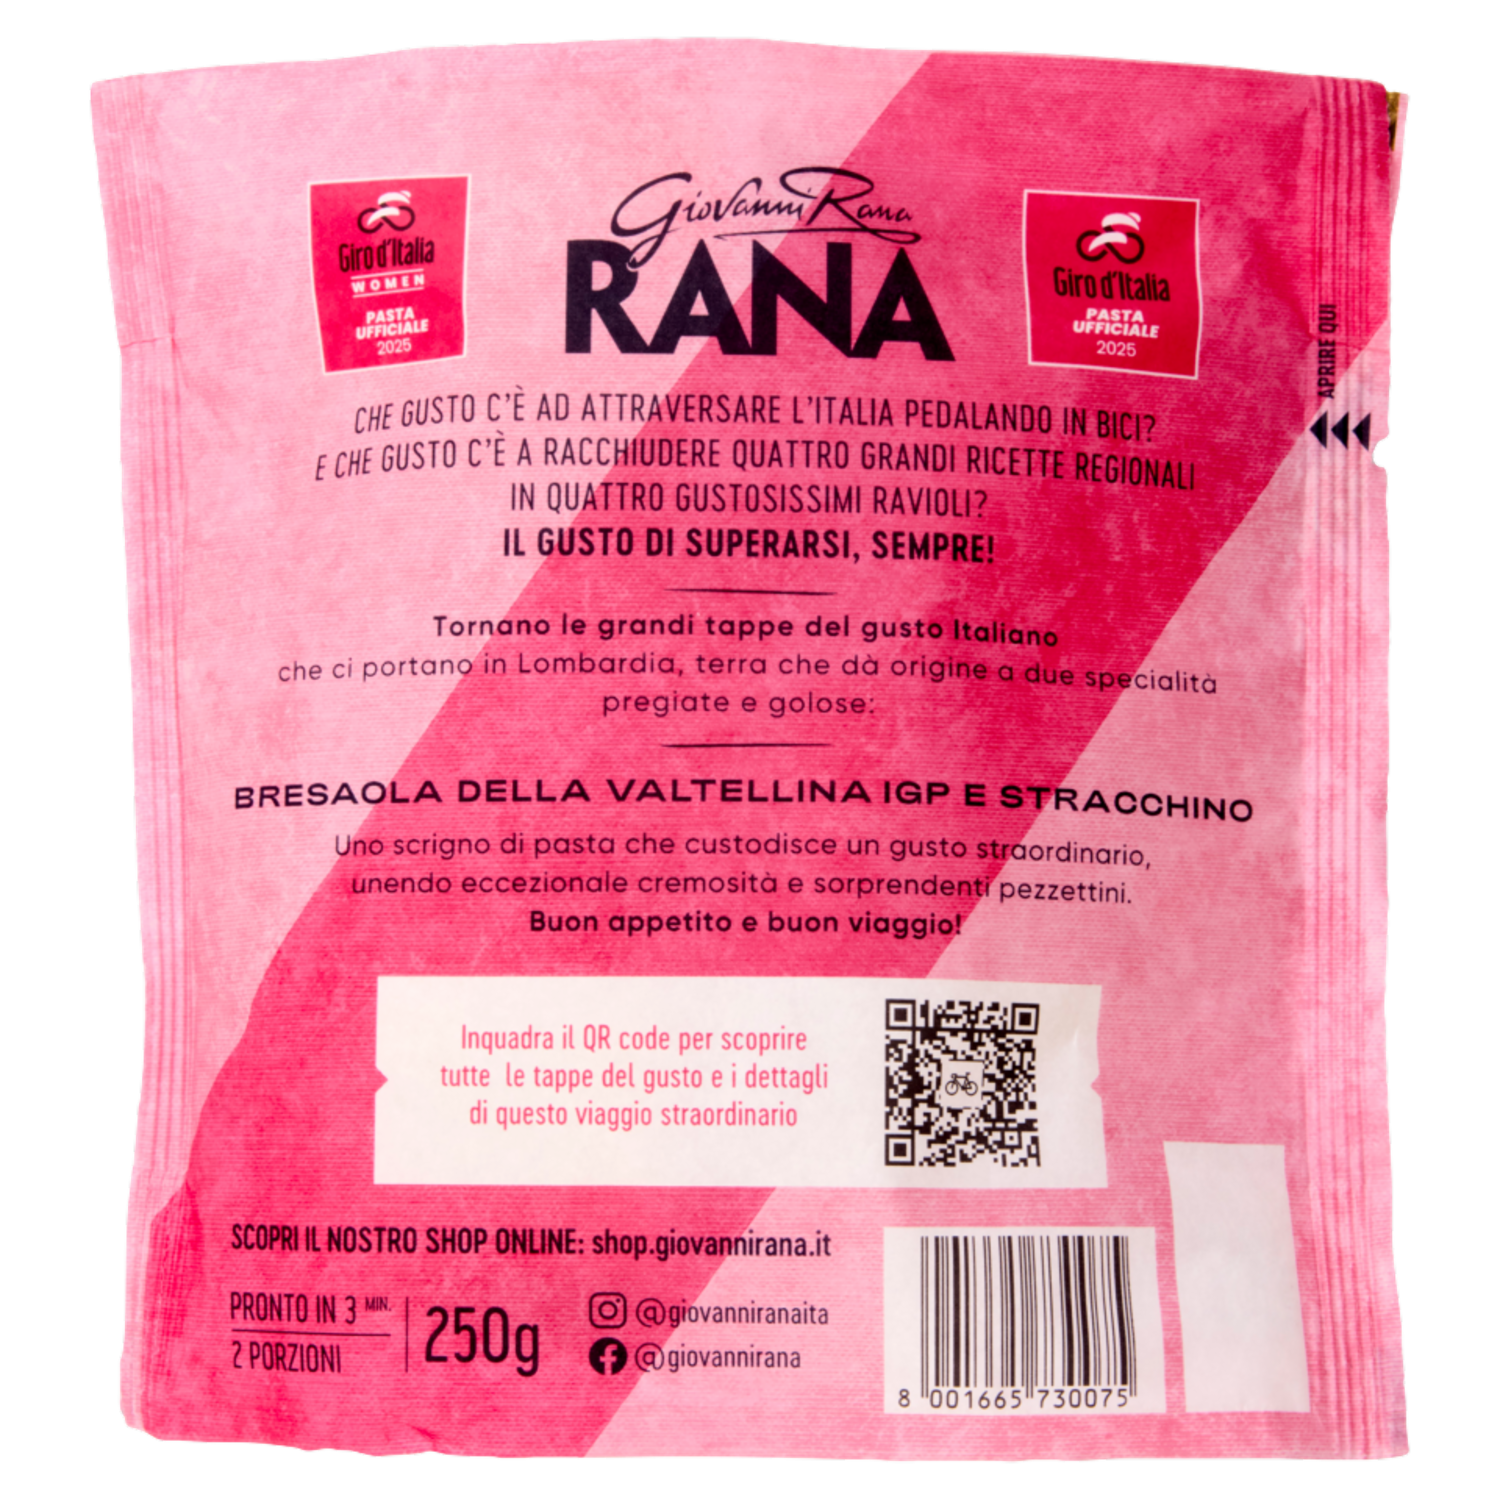 Giovanni Rana
RANA
Giro d'Italia
WOMEN
PASTA
UFFICIALE
2025
Giro d'Italia
PASTA
UFFICIALE
2025
APRIRE QUI
CHE GUSTO C'È AD ATTRAVERSARE L'ITALIA PEDALANDO IN BICI?
E CHE GUSTO C'È A RACCHIUDERE QUATTRO GRANDI RICETTE REGIONALI
IN QUATTRO GUSTOSISSIMI RAVIOLI?
IL GUSTO DI SUPERARSI, SEMPRE!
Tornano le grandi tappe del gusto Italiano
che ci portano in Lombardia, terra che dà origine a due specialità
pregiate e golose:
BRESAOLA DELLA VALTELLINA IGP E STRACCHINO
Uno scrigno di pasta che custodisce un gusto straordinario,
unendo eccezionale cremosità e sorprendenti pezzettini.
Buon appetito e buon viaggio!
Inquadra il QR code per scoprire
tutte le tappe del gusto e i dettagli
di questo viaggio straordinario
SCOPRI IL NOSTRO SHOP ONLINE: shop.giovannirana.it
PRONTO IN 3 MIN.
2 PORZIONI
250g
@giovanniranaita
@giovannirana
8 001665 730075